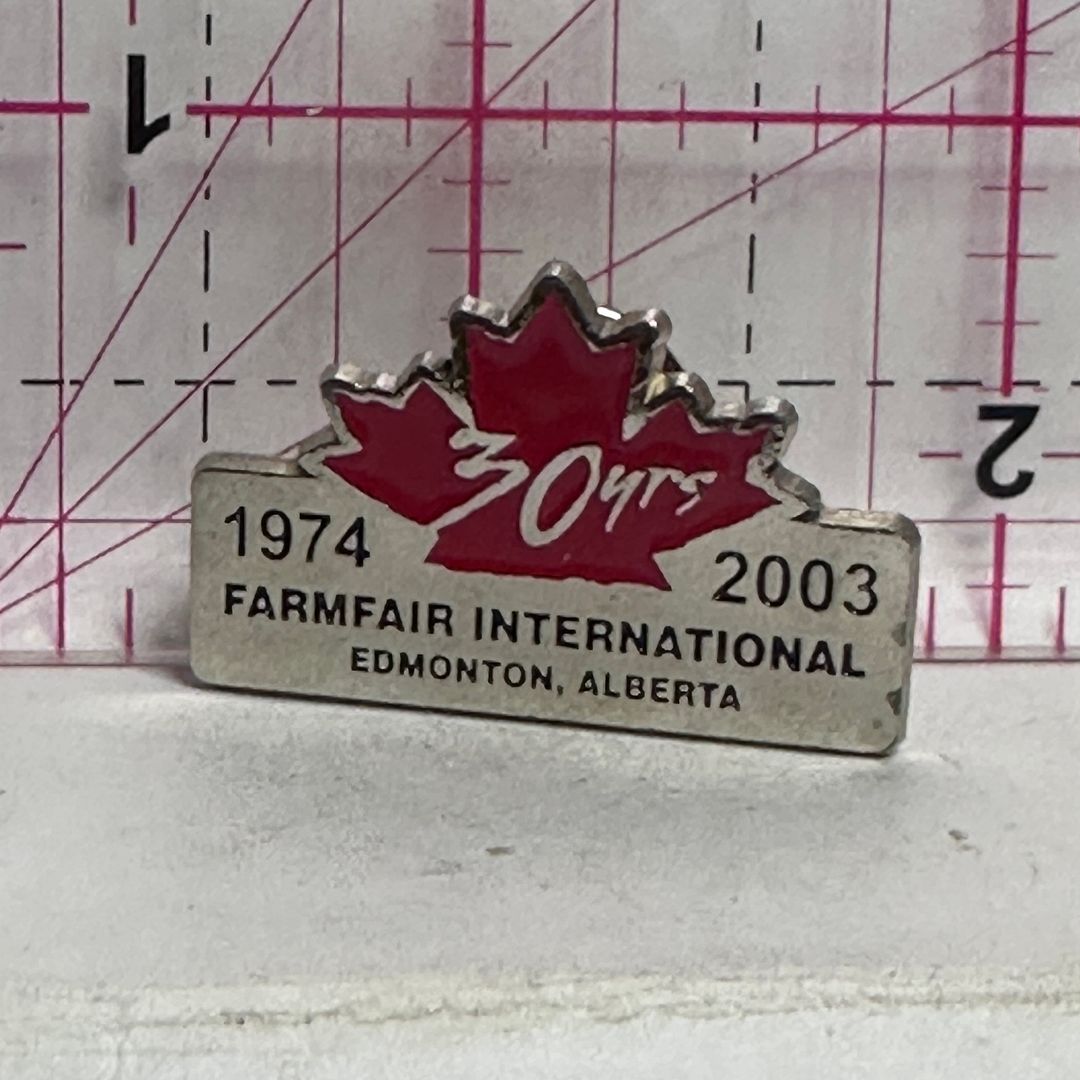 1
2
30yrs
1974 2003
FARMFAIR INTERNATIONAL
EDMONTON, ALBERTA